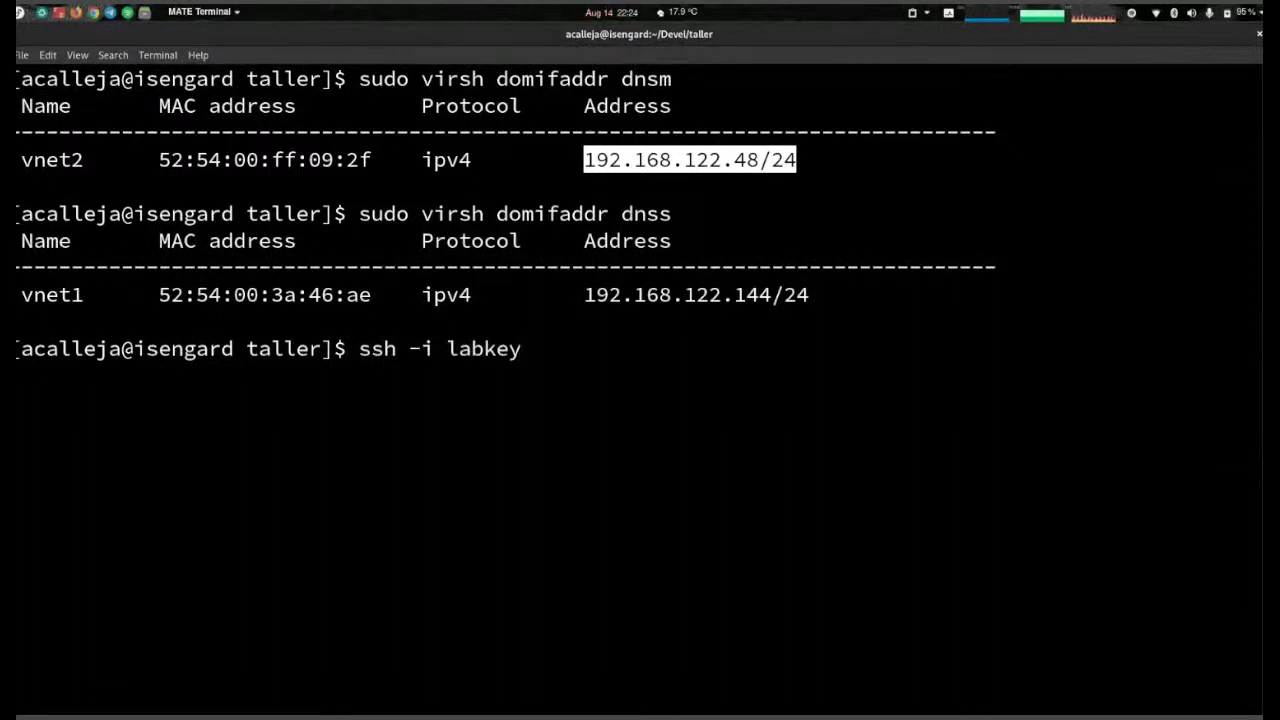 MATE Terminal
Aug 14 22:24
17.9 ºC
95 %
acalleja@isengard:~/Devel/taller
File Edit View Search Terminal Help
[acalleja@isengard taller]$ sudo virsh domifaddr dnsm
Name MAC address Protocol Address
-------------------------------------------------------------------------------
vnet2 52:54:00:ff:09:2f ipv4 192.168.122.48/24
[acalleja@isengard taller]$ sudo virsh domifaddr dnss
Name MAC address Protocol Address
-------------------------------------------------------------------------------
vnet1 52:54:00:3a:46:ae ipv4 192.168.122.144/24
[acalleja@isengard taller]$ ssh -i labkey